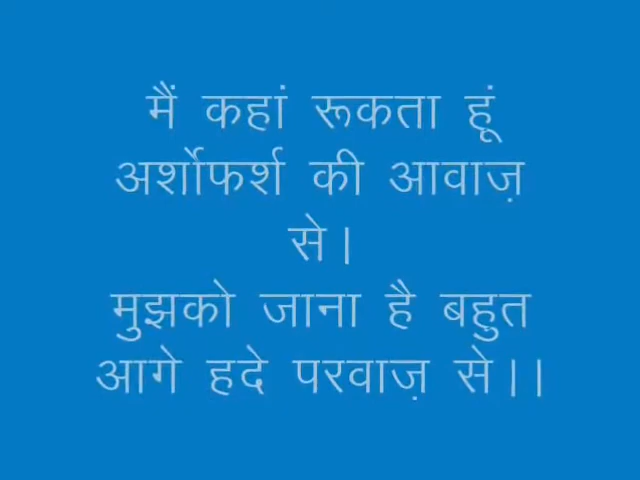 मैं कहां रूकता हूं
अर्शोफर्श की आवाज़
से।
मुझको जाना है बहुत
आगे हदे परवाज़ से।।